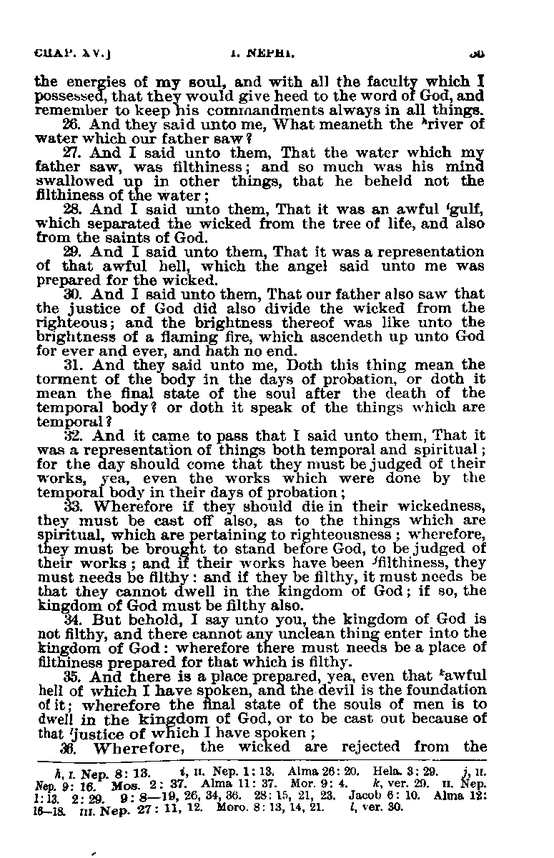 CHAP. XV.] I. NEPHI.
the energies of my soul, and with all the faculty which I
possessed, that they would give heed to the word of God, and
remember to keep his commandments always in all things.
26. And they said unto me, What meaneth the ʰriver of
water which our father saw?
27. And I said unto them, That the water which my
father saw, was filthiness; and so much was his mind
swallowed up in other things, that he beheld not the
filthiness of the water;
28. And I said unto them, That it was an awful ⁱgulf,
which separated the wicked from the tree of life, and also
from the saints of God.
29. And I said unto them, That it was a representation
of that awful hell, which the angel said unto me was
prepared for the wicked.
30. And I said unto them, That our father also saw that
the justice of God did also divide the wicked from the
righteous; and the brightness thereof was like unto the
brightness of a flaming fire, which ascendeth up unto God
for ever and ever, and hath no end.
31. And they said unto me, Doth this thing mean the
torment of the body in the days of probation, or doth it
mean the final state of the soul after the death of the
temporal body? or doth it speak of the things which are
temporal?
32. And it came to pass that I said unto them, That it
was a representation of things both temporal and spiritual;
for the day should come that they must be judged of their
works, yea, even the works which were done by the
temporal body in their days of probation;
33. Wherefore if they should die in their wickedness,
they must be cast off also, as to the things which are
spiritual, which are pertaining to righteousness; wherefore,
they must be brought to stand before God, to be judged of
their works; and if their works have been ʲfilthiness, they
must needs be filthy: and if they be filthy, it must needs be
that they cannot dwell in the kingdom of God; if so, the
kingdom of God must be filthy also.
34. But behold, I say unto you, the kingdom of God is
not filthy, and there cannot any unclean thing enter into the
kingdom of God: wherefore there must needs be a place of
filthiness prepared for that which is filthy.
35. And there is a place prepared, yea, even that ᵏawful
hell of which I have spoken, and the devil is the foundation
of it; wherefore the final state of the souls of men is to
dwell in the kingdom of God, or to be cast out because of
that ˡjustice of which I have spoken;
36. Wherefore, the wicked are rejected from the
h, I. Nep. 8: 13. i, II. Nep. 1: 13. Alma 26: 20. Hela. 3: 29. j, II.
Nep. 9: 16. Mos. 2: 37. Alma 11: 37. Mor. 9: 4. k, ver. 29. II. Nep.
1: 13. 2: 29. 9: 8—19, 26, 34, 36. 28: 15, 21, 23. Jacob 6: 10. Alma 12:
16—18. III. Nep. 27: 11, 12. Moro. 8: 13, 14, 21. l, ver. 30.